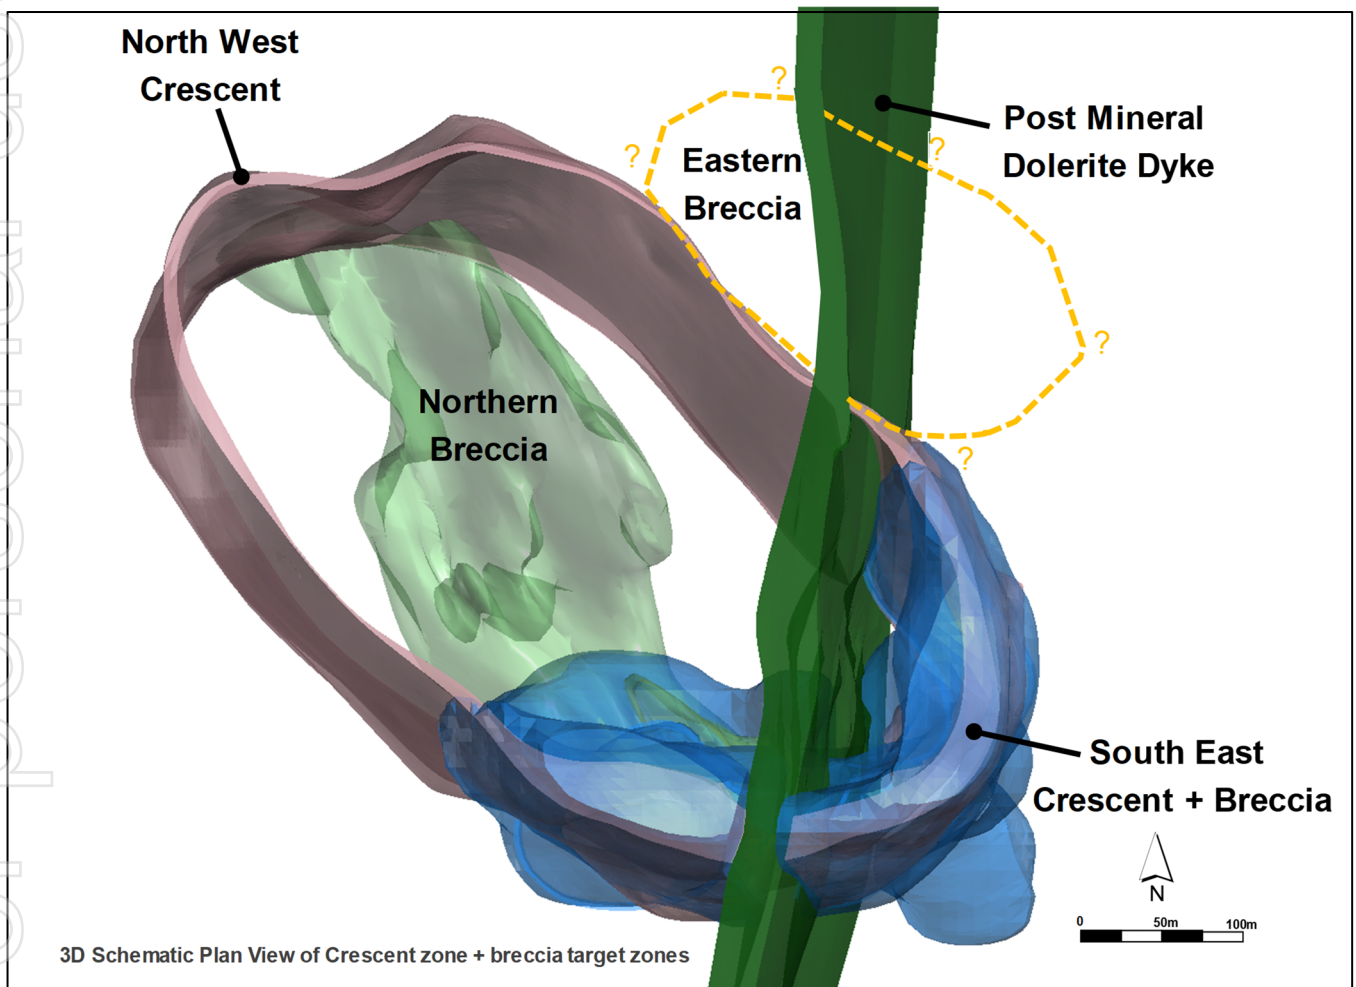 North West
Crescent
?
?
Eastern
Breccia
?
Post Mineral
Dolerite Dyke
?
Northern
Breccia
?
South East
Crescent + Breccia
N
0 50m 100m
3D Schematic Plan View of Crescent zone + breccia target zones